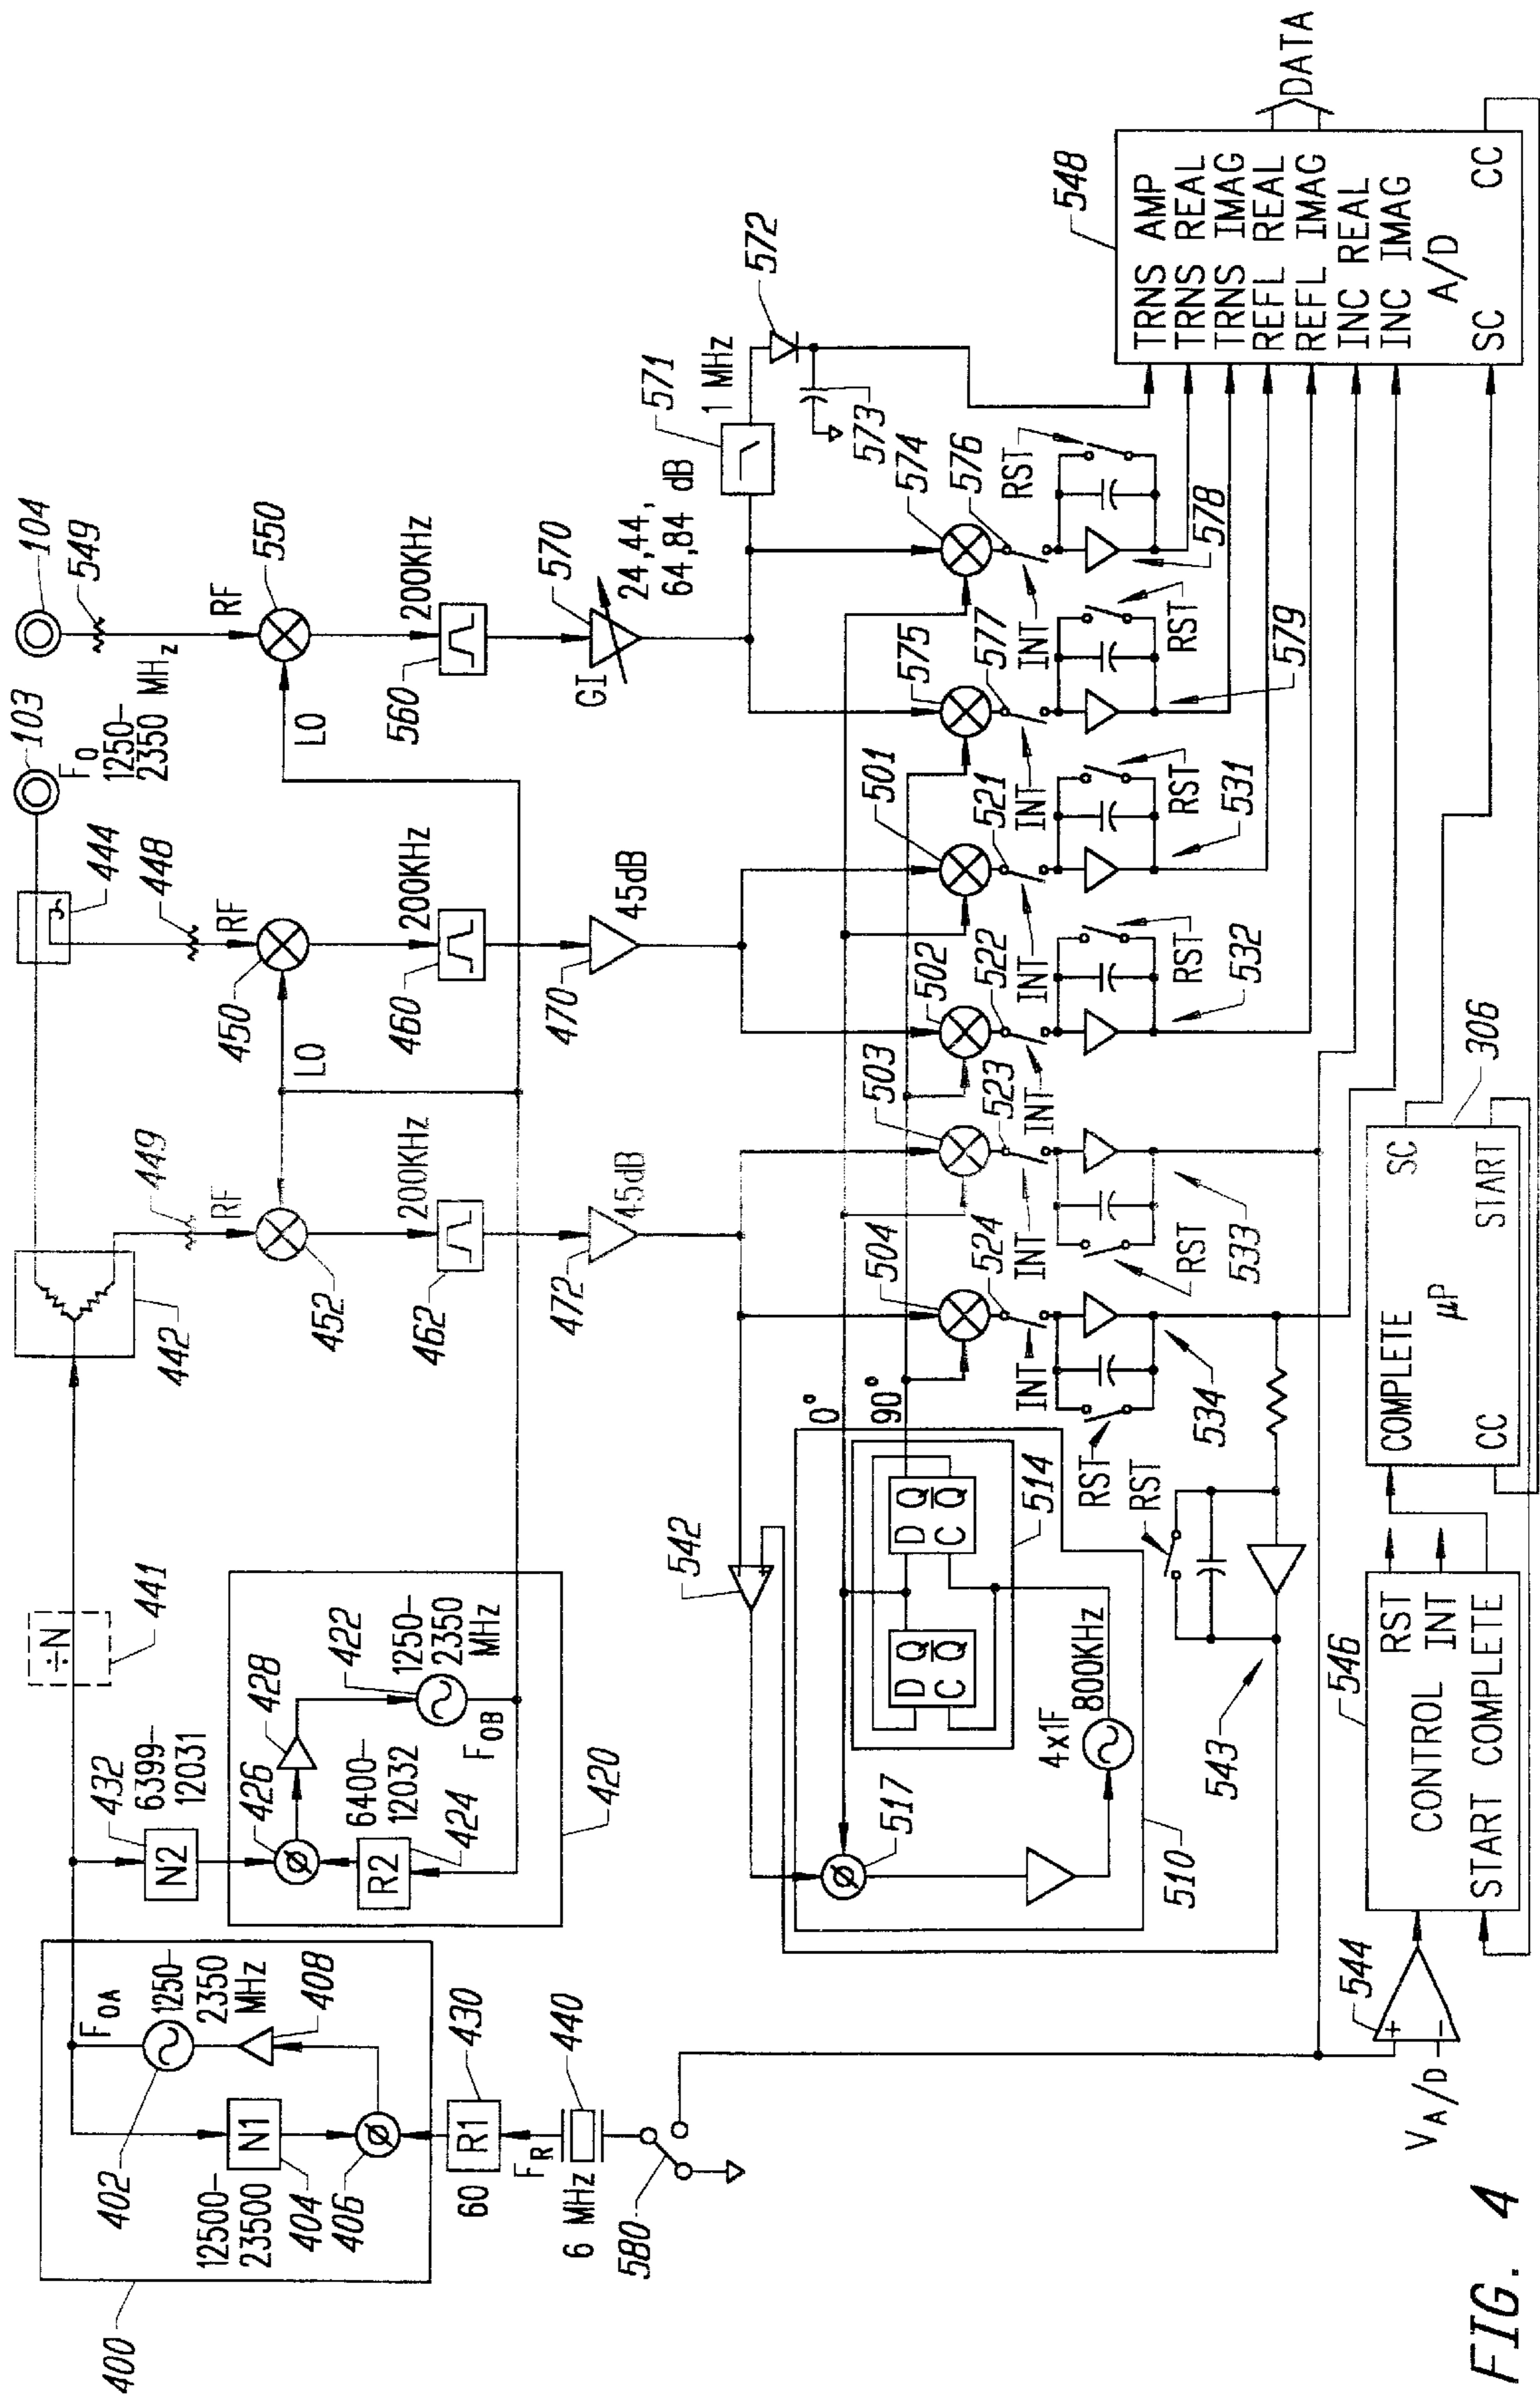 104
549
RF
550
200KHz
560
570
GI
24,44,
64,84 dB
571
1 MHz
572
573
103
F0
1250-
2350 MHz
LO
444
448
RF
450
LO
200KHz
460
45dB
470
442
449
RF
452
200KHz
462
45dB
472
÷N
441
432
6399-
12031
N2
426
428
422
1250-
2350
MHz
6400-
12032
R2
424
FOB
420
FOA
1250-
2350
MHz
408
402
12500-
23500
N1
404
406
400
430
R1
60
FR
440
6 MHz
580
574
576
RST
INT
578
575
577
INT
RST
579
501
521
INT
RST
531
502
522
INT
RST
532
503
523
INT
RST
533
504
524
INT
RST
534
0°
90°
542
D Q
C Q
D Q
C Q
514
517
4x1F
800KHz
510
RST
543
548
TRNS AMP
TRNS REAL
TRNS IMAG
REFL REAL
REFL IMAG
INC REAL
INC IMAG
A/D
SC
CC
DATA
306
COMPLETE
SC
µP
CC
START
546
RST
CONTROL INT
START COMPLETE
544
+
−
VA/D
FIG. 4